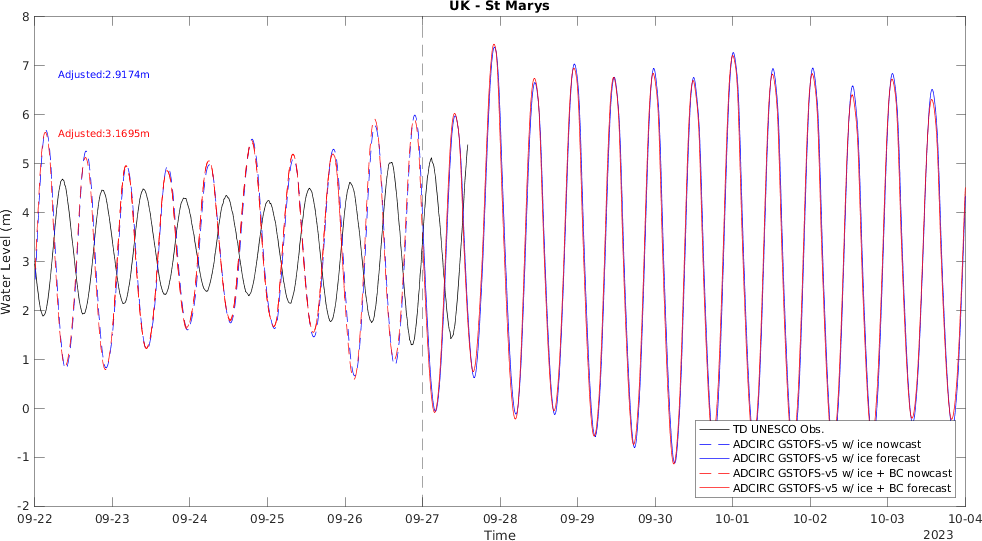 UK - St Marys
8
7
6
5
4
3
2
1
0
-1
-2
Water Level (m)
Adjusted:2.9174m
Adjusted:3.1695m
TD UNESCO Obs.
ADCIRC GSTOFS-v5 w/ ice nowcast
ADCIRC GSTOFS-v5 w/ ice forecast
ADCIRC GSTOFS-v5 w/ ice + BC nowcast
ADCIRC GSTOFS-v5 w/ ice + BC forecast
09-22 09-23 09-24 09-25 09-26 09-27 09-28 09-29 09-30 10-01 10-02 10-03 10-04
Time
2023